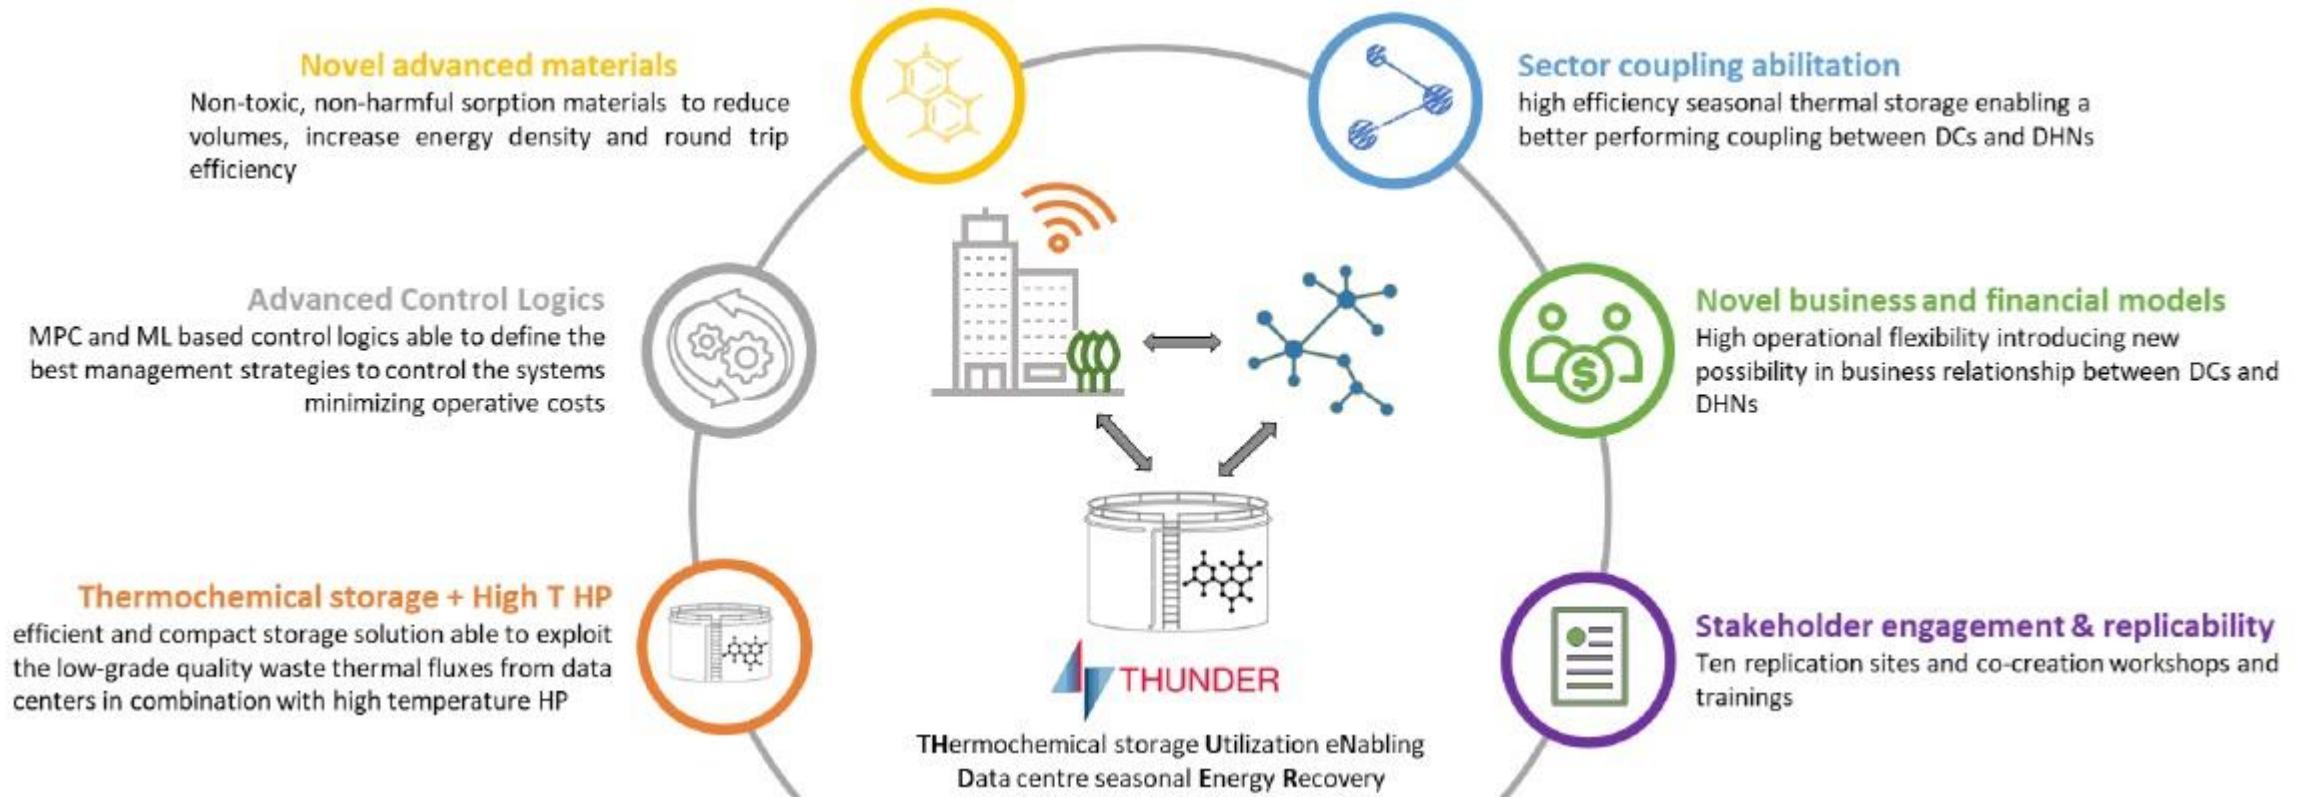 Novel advanced materials
Non-toxic, non-harmful sorption materials to reduce
volumes, increase energy density and round trip
efficiency
Sector coupling abilitation
high efficiency seasonal thermal storage enabling a
better performing coupling between DCs and DHNs
Advanced Control Logics
MPC and ML based control logics able to define the
best management strategies to control the systems
minimizing operative costs
Novel business and financial models
High operational flexibility introducing new
possibility in business relationship between DCs and
DHNs
$
Thermochemical storage + High T HP
efficient and compact storage solution able to exploit
the low-grade quality waste thermal fluxes from data
centers in combination with high temperature HP
Stakeholder engagement & replicability
Ten replication sites and co-creation workshops and
trainings
THUNDER
THermochemical storage Utilization eNabling
Data centre seasonal Energy Recovery